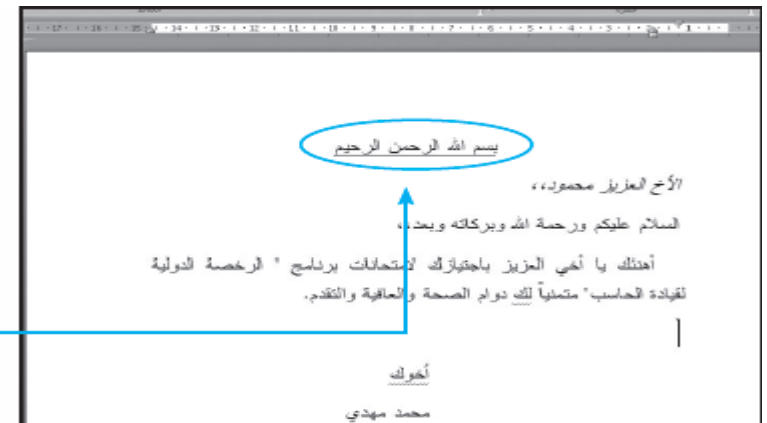 بسم الله الرحمن الرحيم
الأخ العزيز محمود،،
السلام عليكم ورحمة الله وبركاته وبعد،،
أهنئك يا أخي العزيز باجتيازك لامتحانات برنامج " الرخصة الدولية
لقيادة الحاسب" متمنياً لك دوام الصحة والعافية والتقدم.
أخوك
محمد مهدي